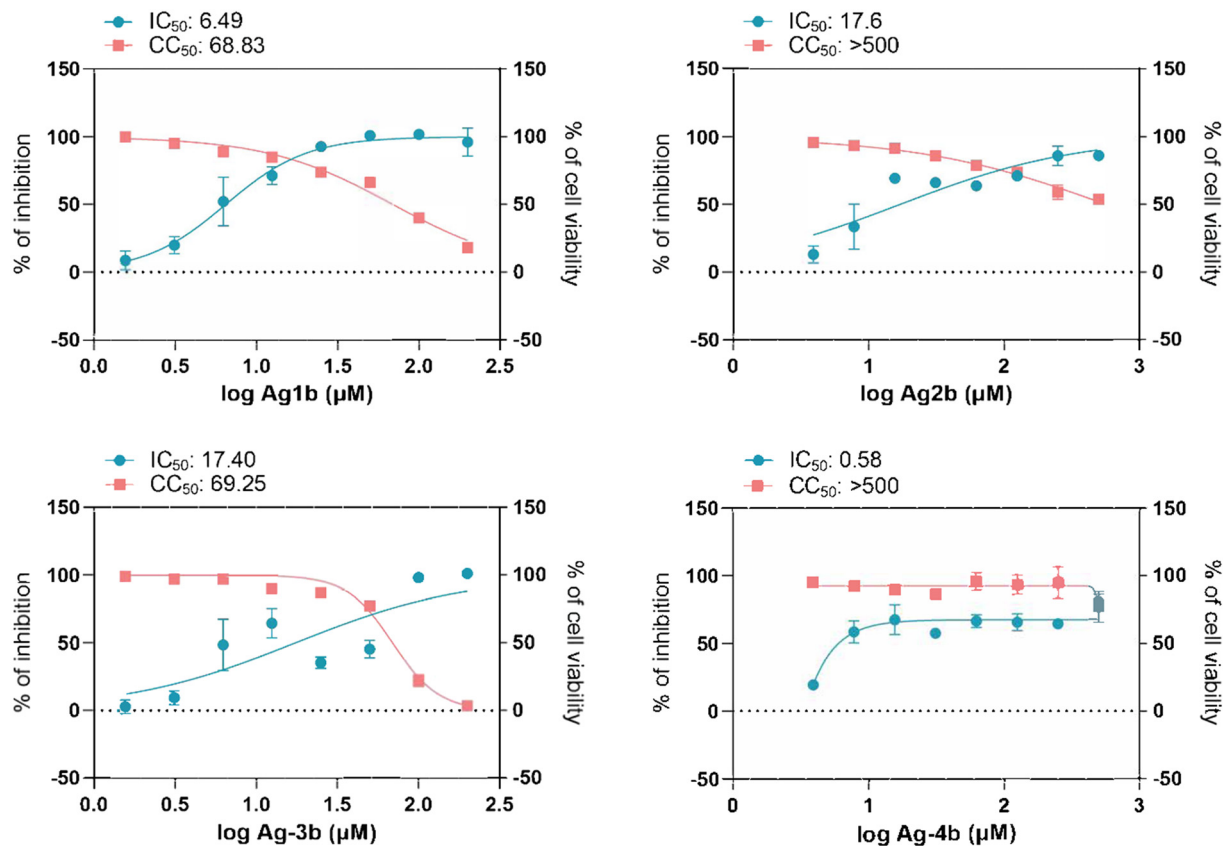 IC50: 6.49
CC50: 68.83
150
100
50
0
-50
% of inhibition
150
100
50
0
-50
% of cell viability
0.0 0.5 1.0 1.5 2.0 2.5
log Ag1b (µM)
IC50: 17.6
CC50: >500
150
100
50
0
-50
% of inhibition
150
100
50
0
-50
% of cell viability
0 1 2 3
log Ag2b (µM)
IC50: 17.40
CC50: 69.25
150
100
50
0
-50
% of inhibition
150
100
50
0
-50
% of cell viability
0.0 0.5 1.0 1.5 2.0 2.5
log Ag-3b (µM)
IC50: 0.58
CC50: >500
150
100
50
0
-50
% of inhibition
150
100
50
0
-50
% of cell viability
0 1 2 3
log Ag-4b (µM)